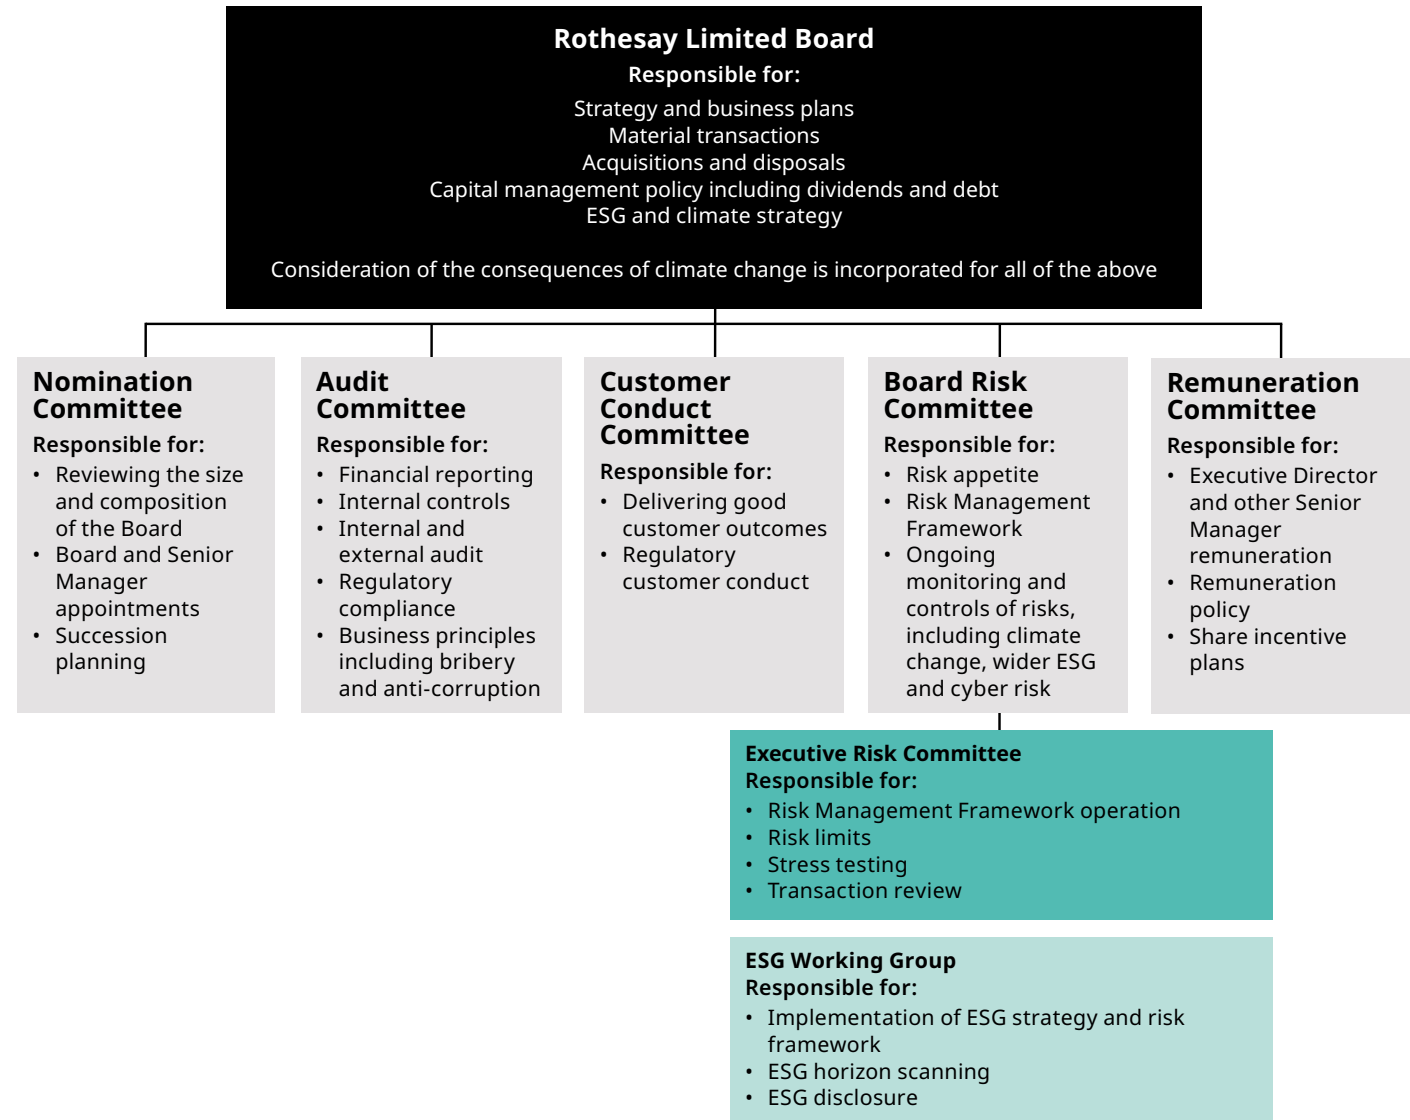 Rothesay Limited Board
Responsible for:
Strategy and business plans
Material transactions
Acquisitions and disposals
Capital management policy including dividends and debt
ESG and climate strategy
Consideration of the consequences of climate change is incorporated for all of the above
Nomination
Committee
Responsible for:
• Reviewing the size
and composition
of the Board
• Board and Senior
Manager
appointments
• Succession
planning
Audit
Committee
Responsible for:
• Financial reporting
• Internal controls
• Internal and
external audit
• Regulatory
compliance
• Business principles
including bribery
and anti-corruption
Customer
Conduct
Committee
Responsible for:
• Delivering good
customer outcomes
• Regulatory
customer conduct
Board Risk
Committee
Responsible for:
• Risk appetite
• Risk Management
Framework
• Ongoing
monitoring and
controls of risks,
including climate
change, wider ESG
and cyber risk
Remuneration
Committee
Responsible for:
• Executive Director
and other Senior
Manager
remuneration
• Remuneration
policy
• Share incentive
plans
Executive Risk Committee
Responsible for:
• Risk Management Framework operation
• Risk limits
• Stress testing
• Transaction review
ESG Working Group
Responsible for:
• Implementation of ESG strategy and risk
framework
• ESG horizon scanning
• ESG disclosure